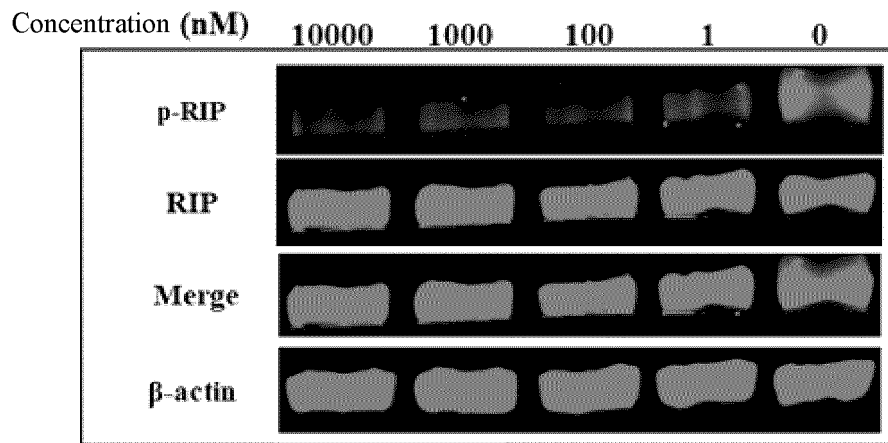 Concentration (nM) 10000 1000 100 1 0
p-RIP
RIP
Merge
β-actin